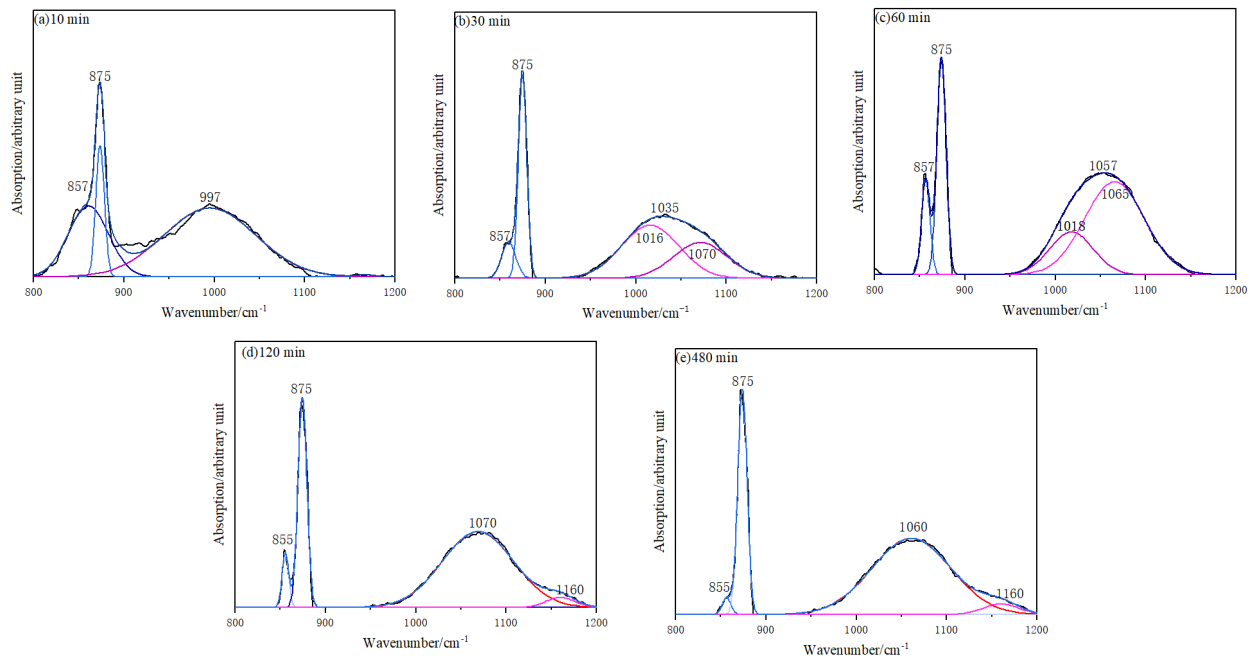 (a)10 min
875
857
997
Absorption/arbitrary unit
800 900 1000 1100 1200
Wavenumber/cm⁻¹
(b)30 min
875
857
1035
1016
1070
Absorption/arbitrary unit
800 900 1000 1100 1200
Wavenumber/cm⁻¹
(c)60 min
875
857
1057
1065
1018
Absorption/arbitrary unit
800 900 1000 1100 1200
Wavenumber/cm⁻¹
(d)120 min
875
855
1070
1160
Absorption/arbitrary unit
800 900 1000 1100 1200
Wavenumber/cm⁻¹
(e)480 min
875
855
1060
1160
Absorption/arbitrary unit
800 900 1000 1100 1200
Wavenumber/cm⁻¹